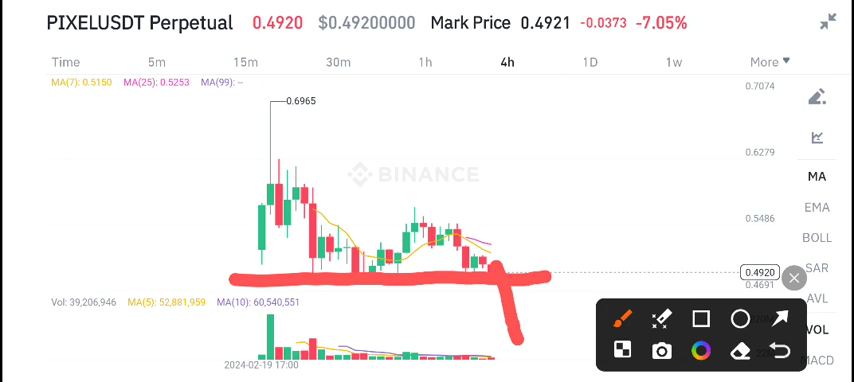 PIXELUSDT Perpetual 0.4920 $0.49200000 Mark Price 0.4921 -0.0373 -7.05%
Time 5m 15m 30m 1h 4h 1D 1w More
MA(7): 0.5150 MA(25): 0.5253 MA(99): --
0.7074
0.6965
0.6279
BINANCE
MA
EMA
0.5486
BOLL
SAR
0.4920
0.4691
AVL
Vol: 39,206,946 MA(5): 52,881,959 MA(10): 60,540,551
VOL
MACD
2024-02-19 17:00